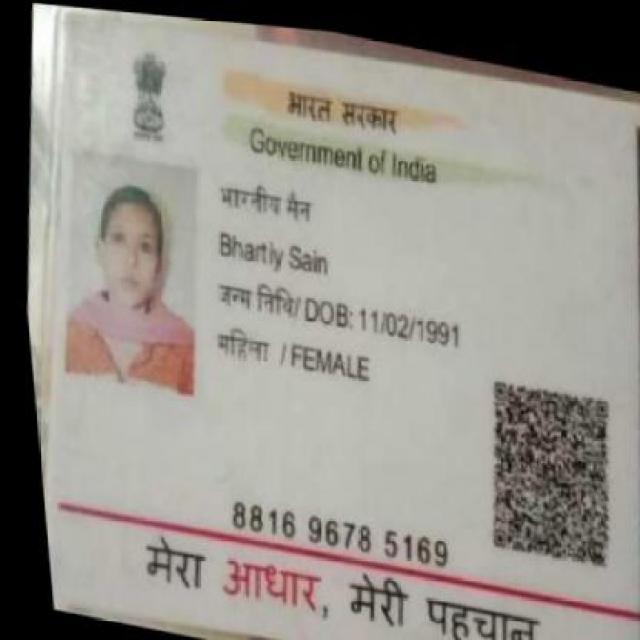 भारत सरकार
Government of India
Bhartiy Sain
जन्म तिथि/ DOB: 11/02/1991
महिला / FEMALE
8816 9678 5169
मेरा आधार, मेरी पहचान